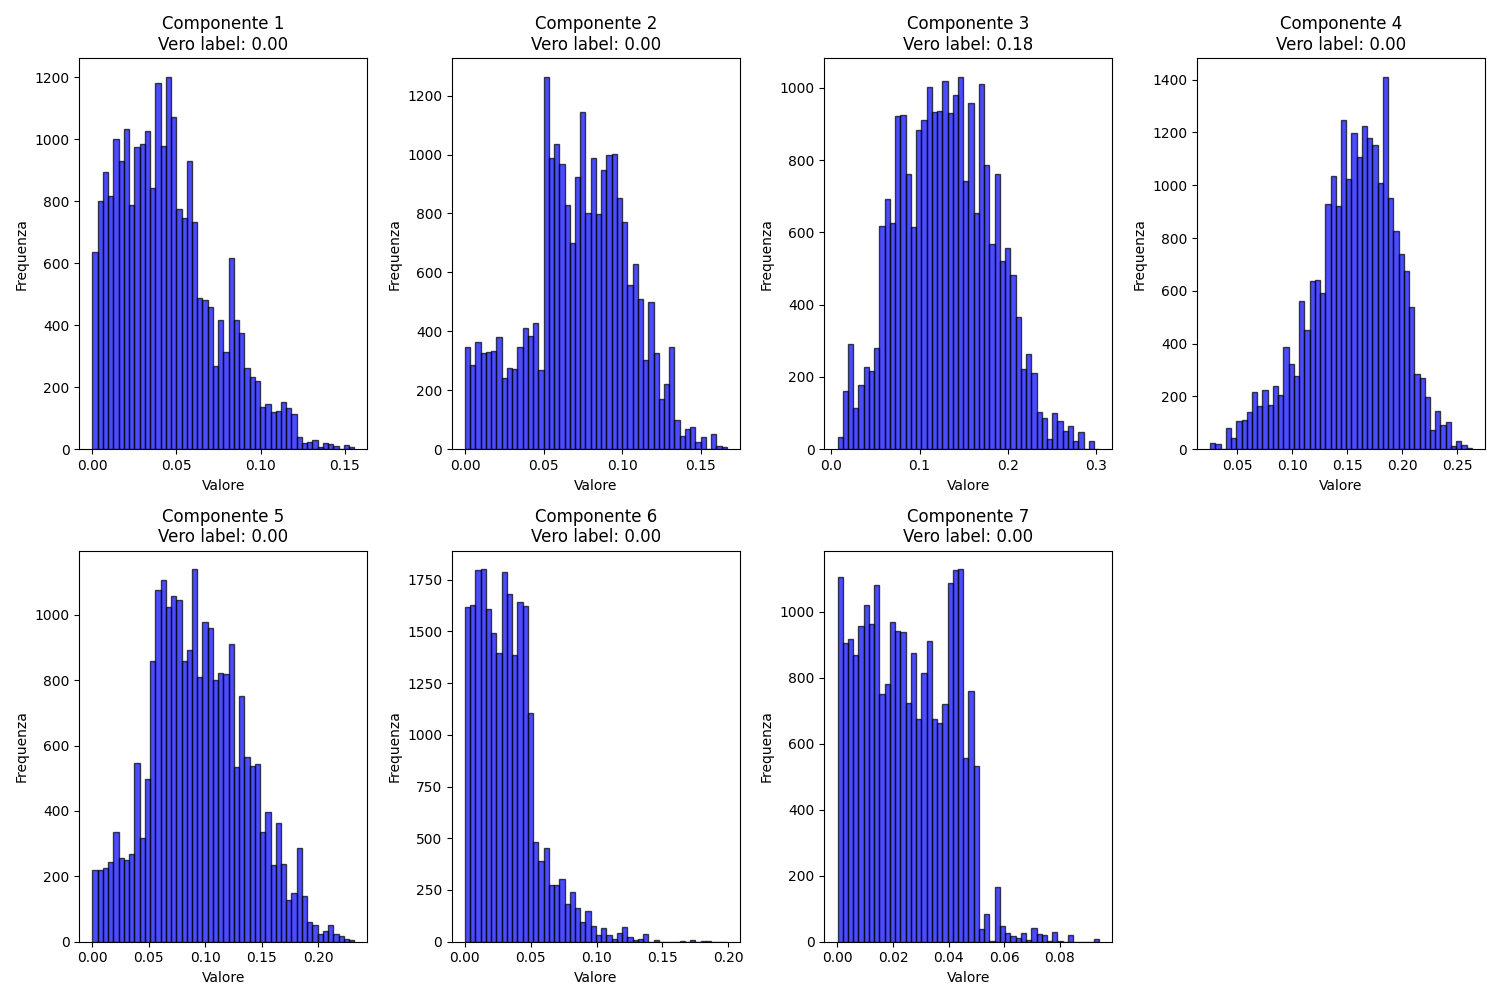 Componente 1
Vero label: 0.00
1200
1000
800
600
400
200
0
Frequenza
0.00 0.05 0.10 0.15
Valore
Componente 2
Vero label: 0.00
1200
1000
800
600
400
200
0
Frequenza
0.00 0.05 0.10 0.15
Valore
Componente 3
Vero label: 0.18
1000
800
600
400
200
0
Frequenza
0.0 0.1 0.2 0.3
Valore
Componente 4
Vero label: 0.00
1400
1200
1000
800
600
400
200
0
Frequenza
0.05 0.10 0.15 0.20 0.25
Valore
Componente 5
Vero label: 0.00
1000
800
600
400
200
0
Frequenza
0.00 0.05 0.10 0.15 0.20
Valore
Componente 6
Vero label: 0.00
1750
1500
1250
1000
750
500
250
0
Frequenza
0.00 0.05 0.10 0.15 0.20
Valore
Componente 7
Vero label: 0.00
1000
800
600
400
200
0
Frequenza
0.00 0.02 0.04 0.06 0.08
Valore